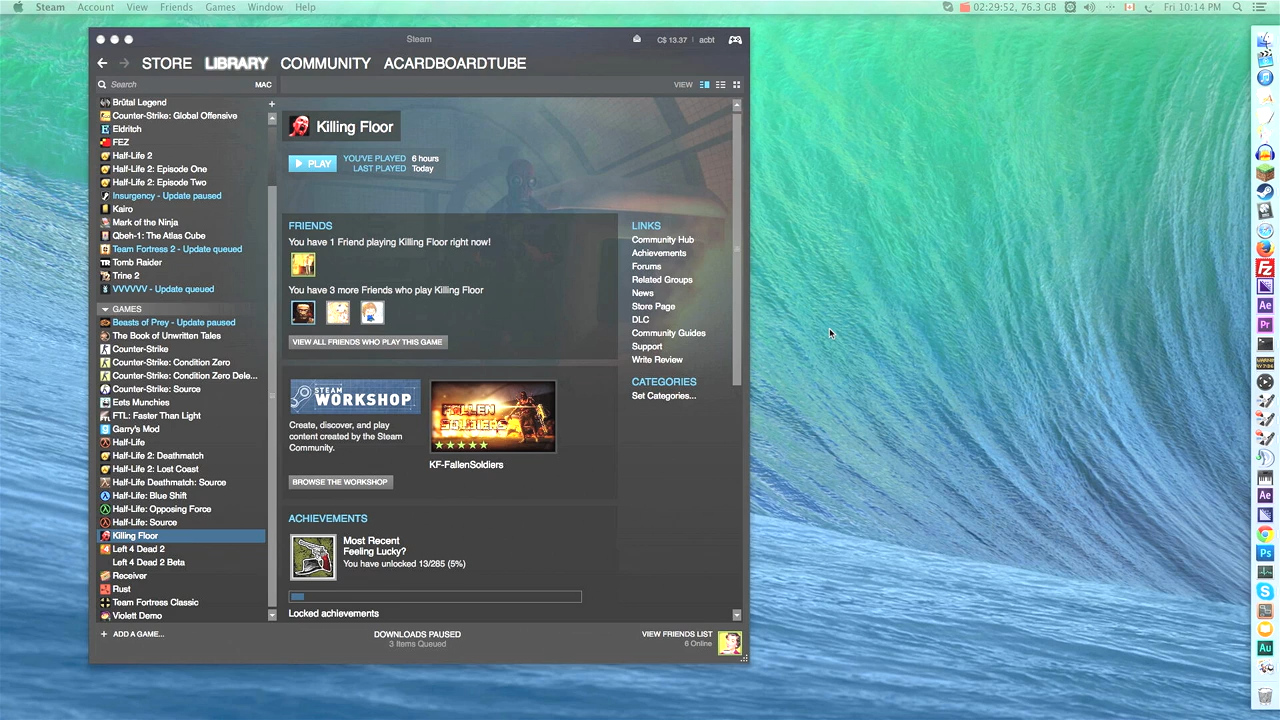 Steam Account View Friends Games Window Help
02:29:52, 76.3 GB
Fri 10:14 PM
Steam
C$ 13.37 | acbt
STORE LIBRARY COMMUNITY ACARDBOARDTUBE
Search MAC
VIEW
Brütal Legend
Counter-Strike: Global Offensive
Eldritch
FEZ
Half-Life 2
Half-Life 2: Episode One
Half-Life 2: Episode Two
Insurgency - Update paused
Kairo
Mark of the Ninja
Qbeh-1: The Atlas Cube
Team Fortress 2 - Update queued
Tomb Raider
Trine 2
VVVVVV - Update queued
GAMES
Beasts of Prey - Update paused
The Book of Unwritten Tales
Counter-Strike
Counter-Strike: Condition Zero
Counter-Strike: Condition Zero Dele...
Counter-Strike: Source
Eets Munchies
FTL: Faster Than Light
Garry's Mod
Half-Life
Half-Life 2: Deathmatch
Half-Life 2: Lost Coast
Half-Life Deathmatch: Source
Half-Life: Blue Shift
Half-Life: Opposing Force
Half-Life: Source
Killing Floor
Left 4 Dead 2
Left 4 Dead 2 Beta
Receiver
Rust
Team Fortress Classic
Violett Demo
+ ADD A GAME...
Killing Floor
PLAY
YOU'VE PLAYED 6 hours
LAST PLAYED Today
FRIENDS
You have 1 Friend playing Killing Floor right now!
You have 3 more Friends who play Killing Floor
VIEW ALL FRIENDS WHO PLAY THIS GAME
STEAM
WORKSHOP
Create, discover, and play
content created by the Steam
Community.
BROWSE THE WORKSHOP
FALLEN
SOLDIERS
KF-FallenSoldiers
ACHIEVEMENTS
Most Recent
Feeling Lucky?
You have unlocked 13/285 (5%)
Locked achievements
LINKS
Community Hub
Achievements
Forums
Related Groups
News
Store Page
DLC
Community Guides
Support
Write Review
CATEGORIES
Set Categories...
DOWNLOADS PAUSED
3 Items Queued
VIEW FRIENDS LIST
6 Online
Fz
Ae
Pr
Ae
Ps
Au